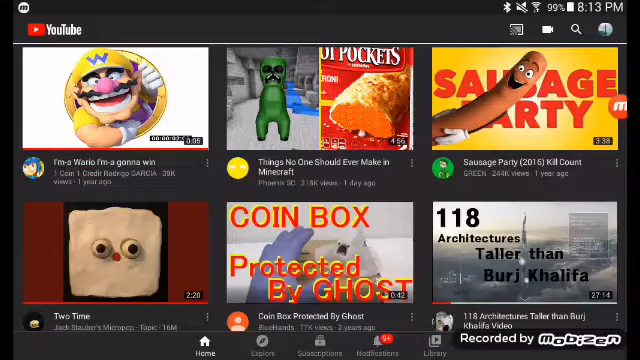 99% 8:13 PM
YouTube
W
00:00:02
0:05
OT POCKETS
4:56
SAUSAGE
PARTY
3:38
I'm-a Wario I'm-a gonna win
1 Coin 1 Credit Rodrigo GARCIA · 39K
views · 1 year ago
Things No One Should Ever Make in
Minecraft
Phoenix SC · 318K views · 1 day ago
Sausage Party (2016) Kill Count
GREEN · 244K views · 1 year ago
2:20
COIN BOX
Protected
By GHOST
0:42
118
Architectures
Taller than
Burj Khalifa
27:14
Two Time
Jack Stauber's Micropop - Topic · 16M
Coin Box Protected By Ghost
BlueHands · 77K views · 2 years
118 Architectures Taller than Burj
Khalifa Video
Recorded by MOBIZEN
Home
Explore
Subscriptions
9+
Notifications
Library